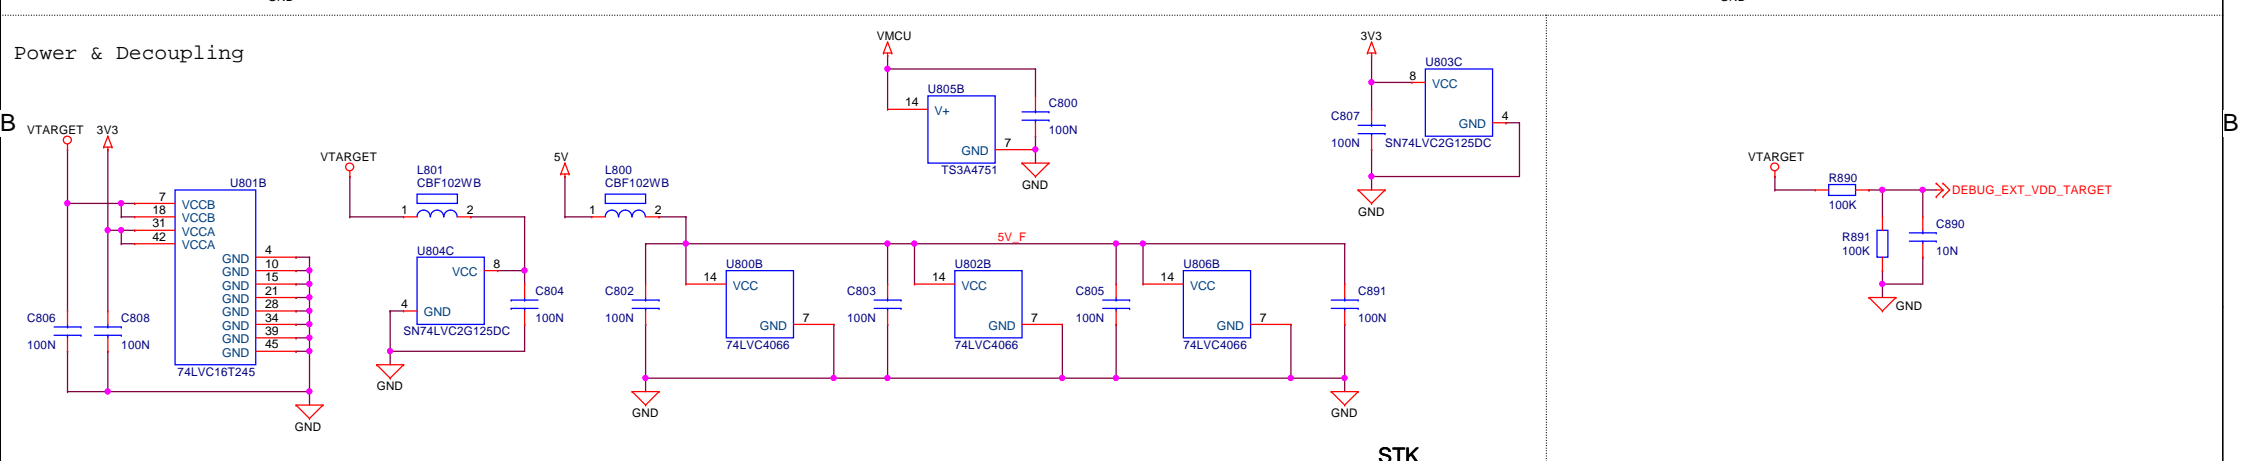 GND
GND
Power & Decoupling
B
B
VTARGET
3V3
U801B
7
VCCB
18
VCCB
31
VCCA
42
VCCA
4
GND
10
GND
15
GND
21
GND
28
GND
34
GND
39
GND
45
GND
74LVC16T245
C806
100N
C808
100N
GND
VTARGET
L801
CBF102WB
1
2
U804C
VCC
8
4
GND
SN74LVC2G125DC
C804
100N
GND
5V
L800
CBF102WB
1
2
5V_F
C802
100N
U800B
14
VCC
GND
7
74LVC4066
C803
100N
U802B
14
VCC
GND
7
74LVC4066
C805
100N
U806B
14
VCC
GND
7
74LVC4066
C891
100N
GND
GND
VMCU
U805B
14
V+
GND
7
TS3A4751
C800
100N
GND
3V3
U803C
8
VCC
GND
4
SN74LVC2G125DC
C807
100N
GND
VTARGET
R890
100K
DEBUG_EXT_VDD_TARGET
R891
100K
C890
10N
GND
STK